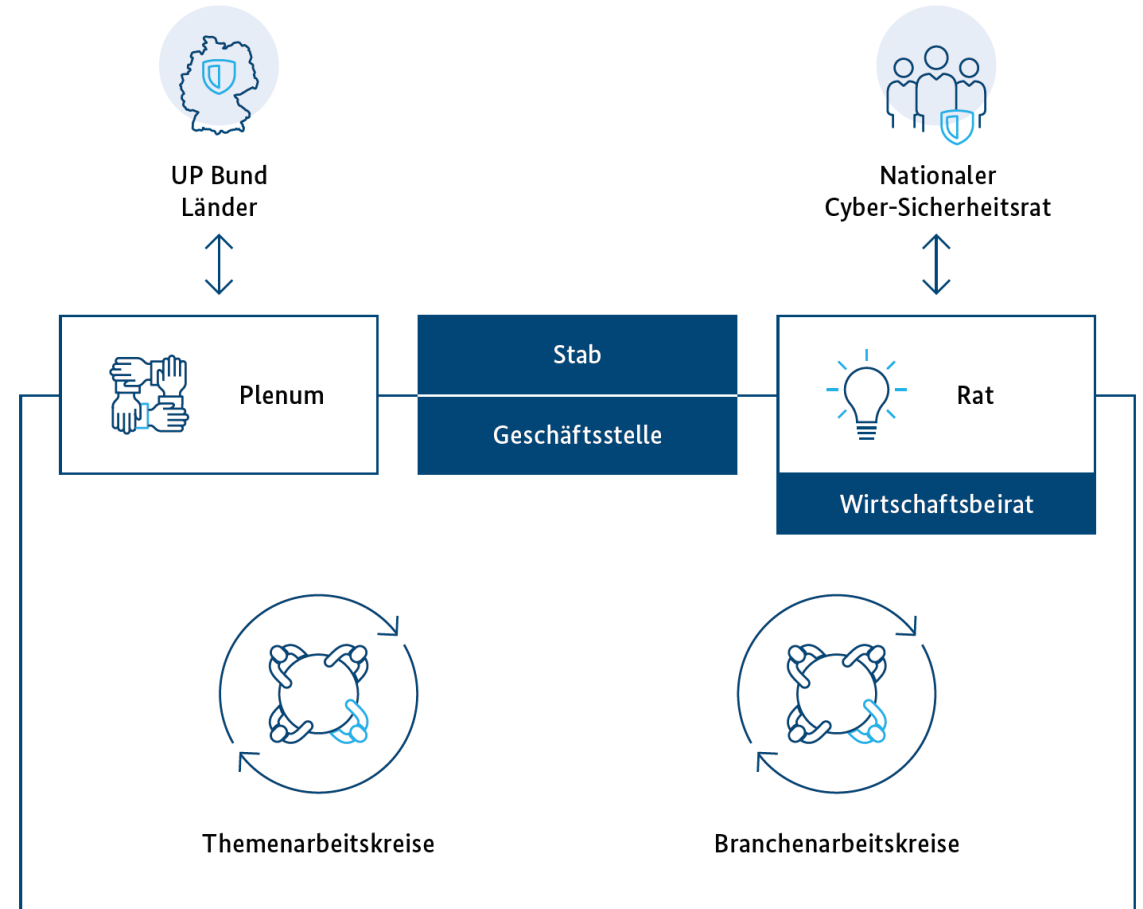 UP Bund
Länder
Nationaler
Cyber-Sicherheitsrat
Plenum
Stab
Geschäftsstelle
Rat
Wirtschaftsbeirat
Themenarbeitskreise
Branchenarbeitskreise